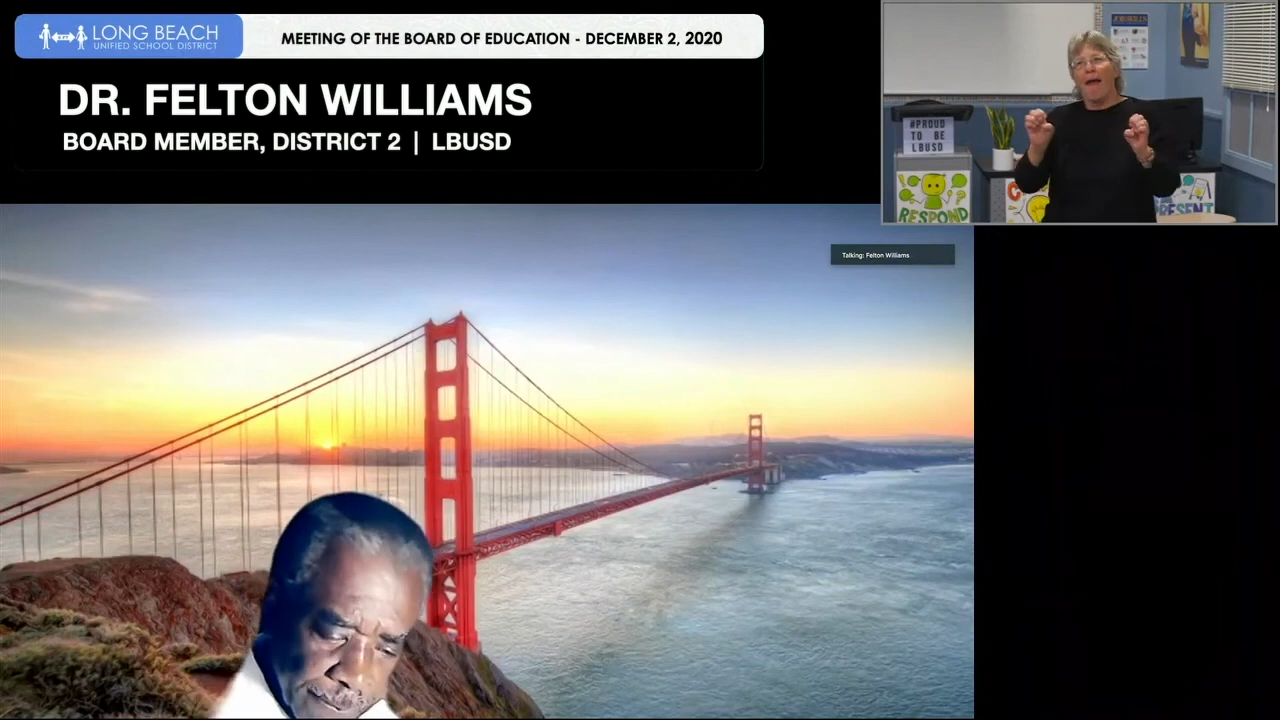 LONG BEACH
UNIFIED SCHOOL DISTRICT
MEETING OF THE BOARD OF EDUCATION - DECEMBER 2, 2020
DR. FELTON WILLIAMS
BOARD MEMBER, DISTRICT 2 | LBUSD
#PROUD
TO BE
LBUSD
RESPOND
Talking: Felton Williams